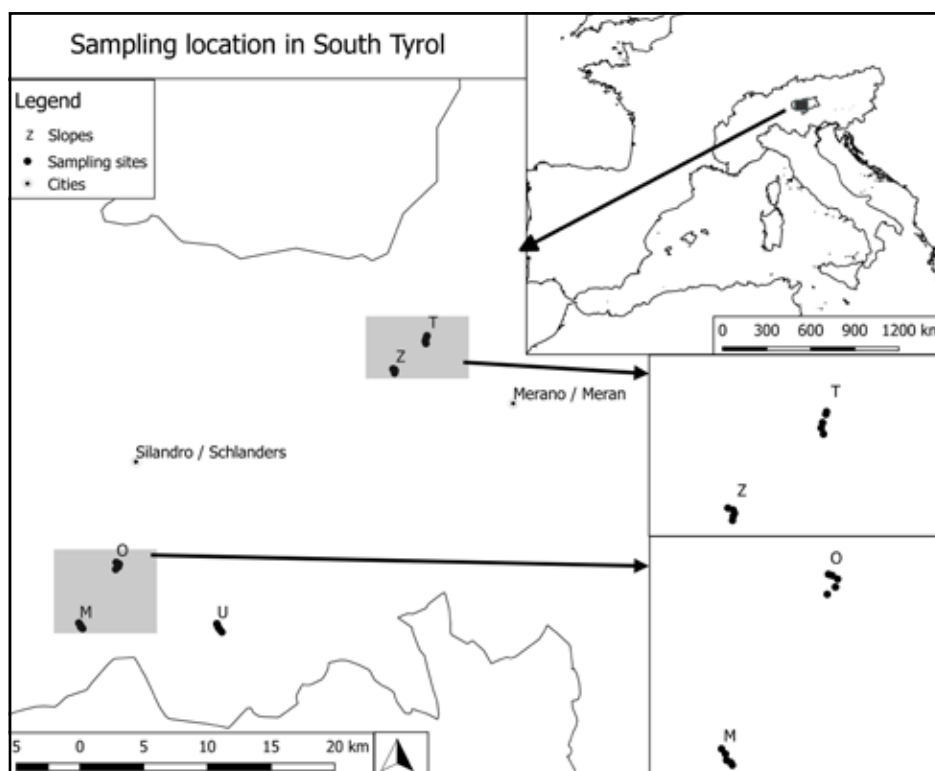 Sampling location in South Tyrol
Legend
Z Slopes
Sampling sites
Cities
0 300 600 900 1200 km
T
Z
Merano / Meran
Silandro / Schlanders
O
M
U
T
Z
O
M
5 0 5 10 15 20 km